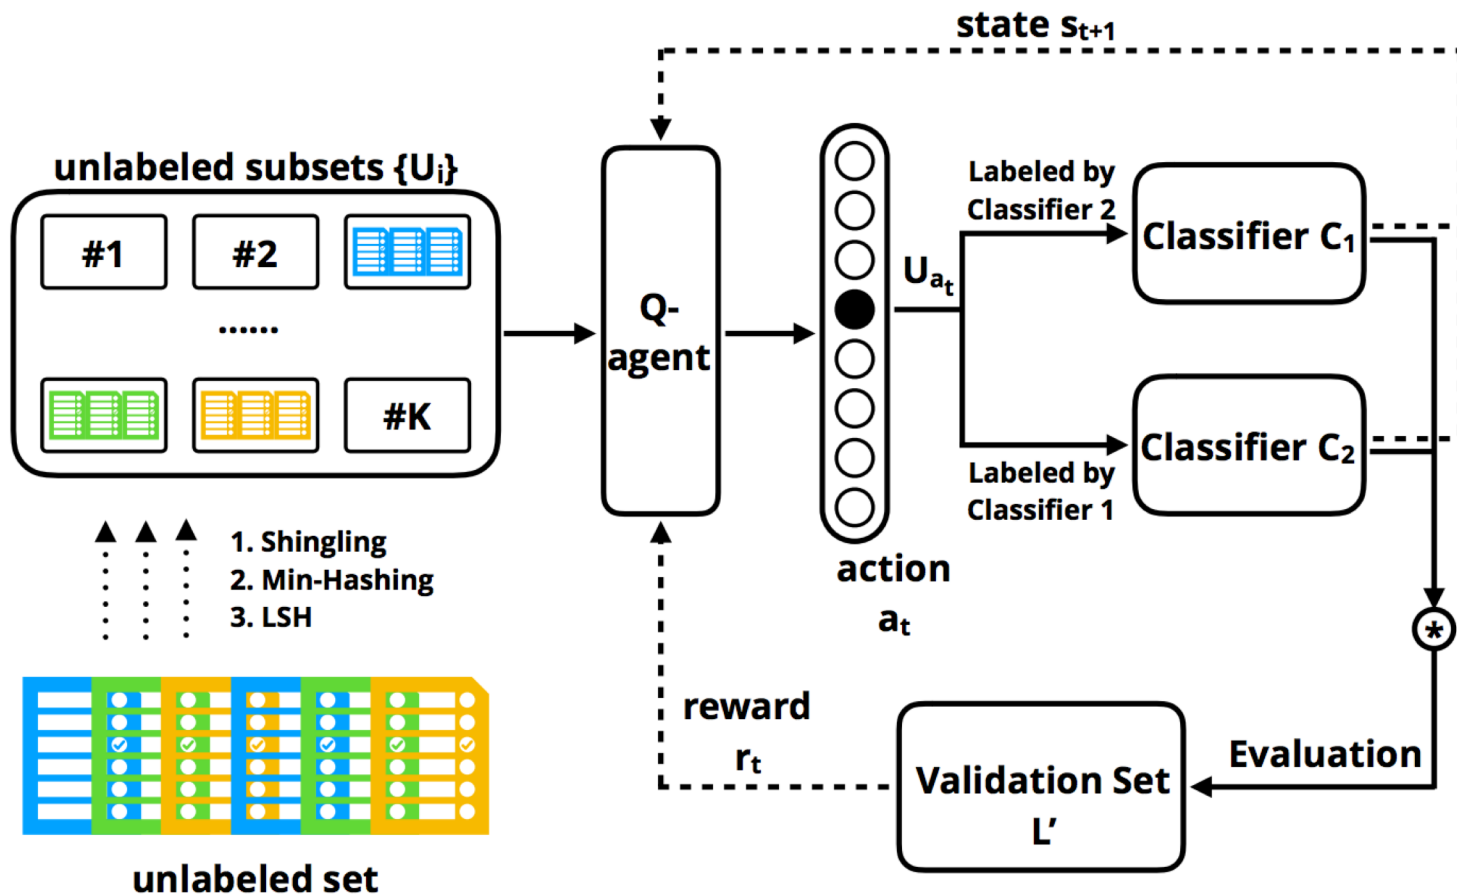 state s_{t+1}
unlabeled subsets {U_i}
#1
#2
......
#K
1. Shingling
2. Min-Hashing
3. LSH
unlabeled set
Q-
agent
action
a_t
U_{a_t}
Labeled by
Classifier 2
Classifier C_1
Classifier C_2
Labeled by
Classifier 1
*
Evaluation
Validation Set
L’
reward
r_t